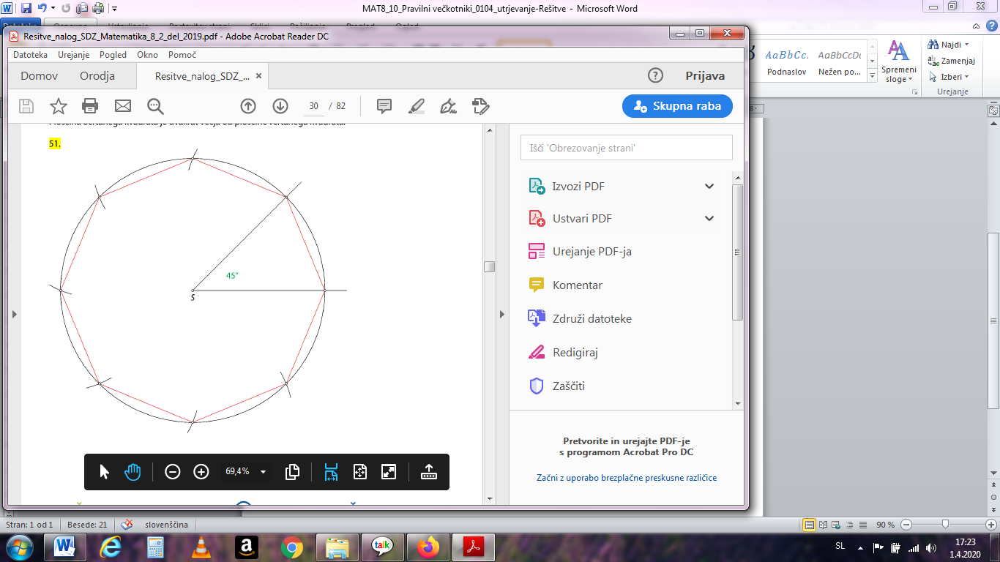 MAT8_10_Pravilni večkotniki_0104_utrjevanje-Rešitve - Microsoft Word
Resitve_nalog_SDZ_Matematika_8_2_del_2019.pdf - Adobe Acrobat Reader DC
Datoteka Urejanje Pogled Okno Pomoč
Domov Orodja Resitve_nalog_SDZ_... Prijava
30 / 82 Skupna raba
51.
45°
S
69,4%
Išči 'Obrezovanje strani'
Izvozi PDF
Ustvari PDF
Urejanje PDF-ja
Komentar
Združi datoteke
Redigiraj
Zaščiti
Pretvorite in urejajte PDF-je
s programom Acrobat Pro DC
Začni z uporabo brezplačne preskusne različice
AaBbCc. AaBbCcDc
Podnaslov Nežen po...
Spremeni
sloge
Najdi
Zamenjaj
Izberi
Urejanje
Stran: 1 od 1 Besede: 21 slovenščina 90 %
amazon
talk
SL
17:23
1.4.2020